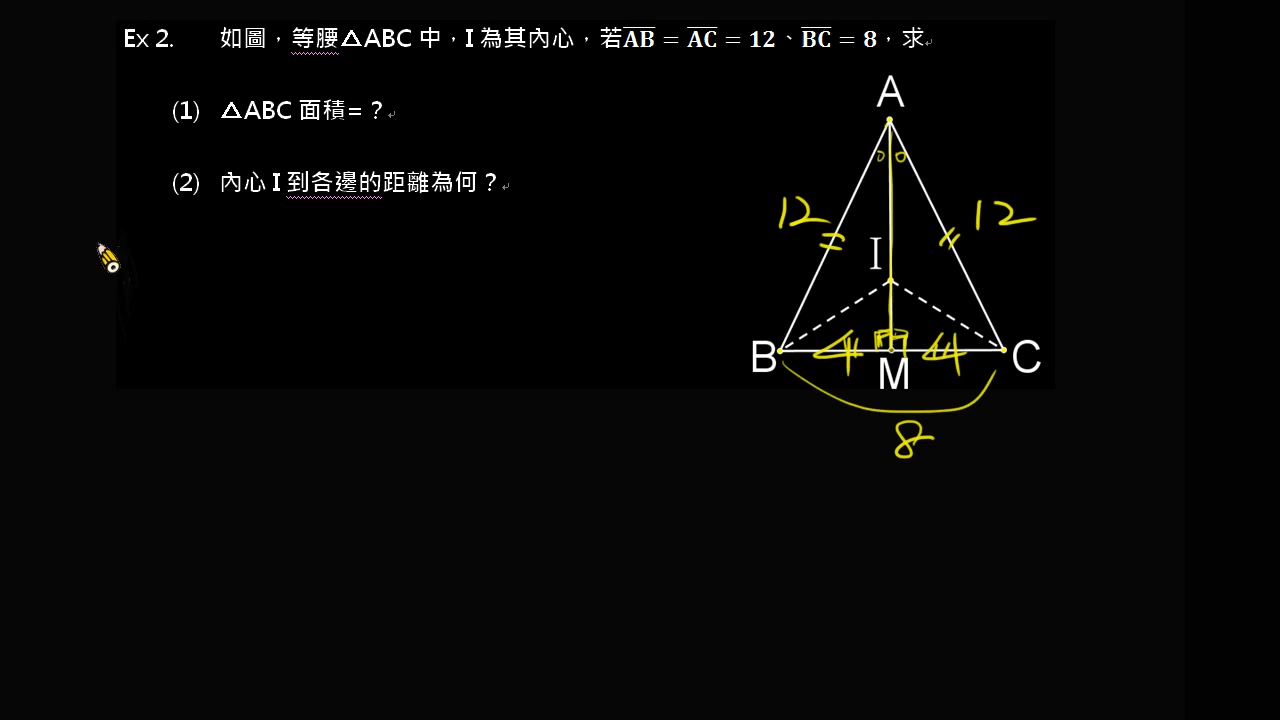 Ex 2. 如圖，等腰△ABC 中，I 為其內心，若AB = AC = 12、BC = 8，求
(1) △ABC 面積=？
(2) 內心 I 到各邊的距離為何？
A
12 12
I
B 4 4 C
M
8